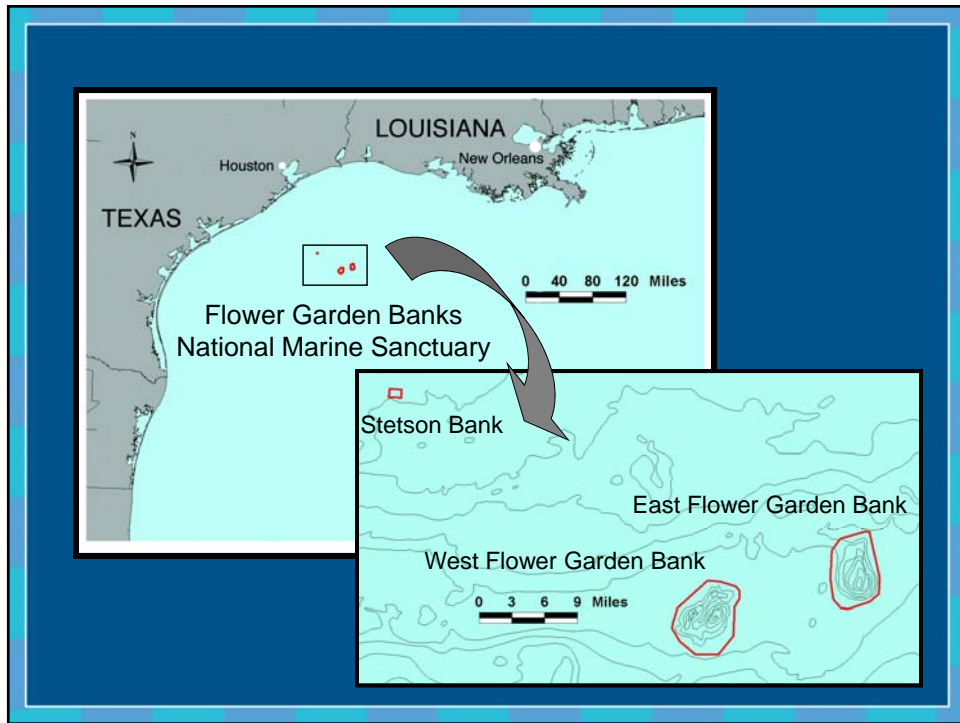 N
LOUISIANA
Houston
New Orleans
TEXAS
0 40 80 120 Miles
Flower Garden Banks
National Marine Sanctuary
Stetson Bank
East Flower Garden Bank
West Flower Garden Bank
0 3 6 9 Miles